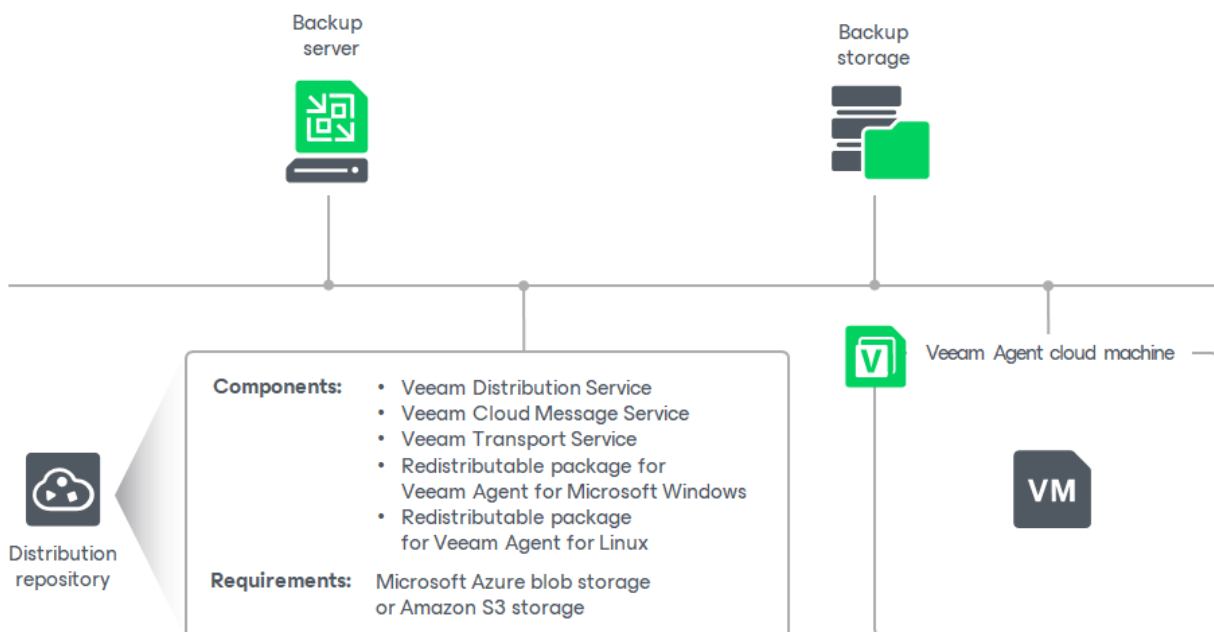 Backup
server
Backup
storage
Veeam Agent cloud machine
V
Components:
• Veeam Distribution Service
• Veeam Cloud Message Service
• Veeam Transport Service
• Redistributable package for
Veeam Agent for Microsoft Windows
• Redistributable package
for Veeam Agent for Linux
VM
Distribution
repository
Requirements: Microsoft Azure blob storage
or Amazon S3 storage